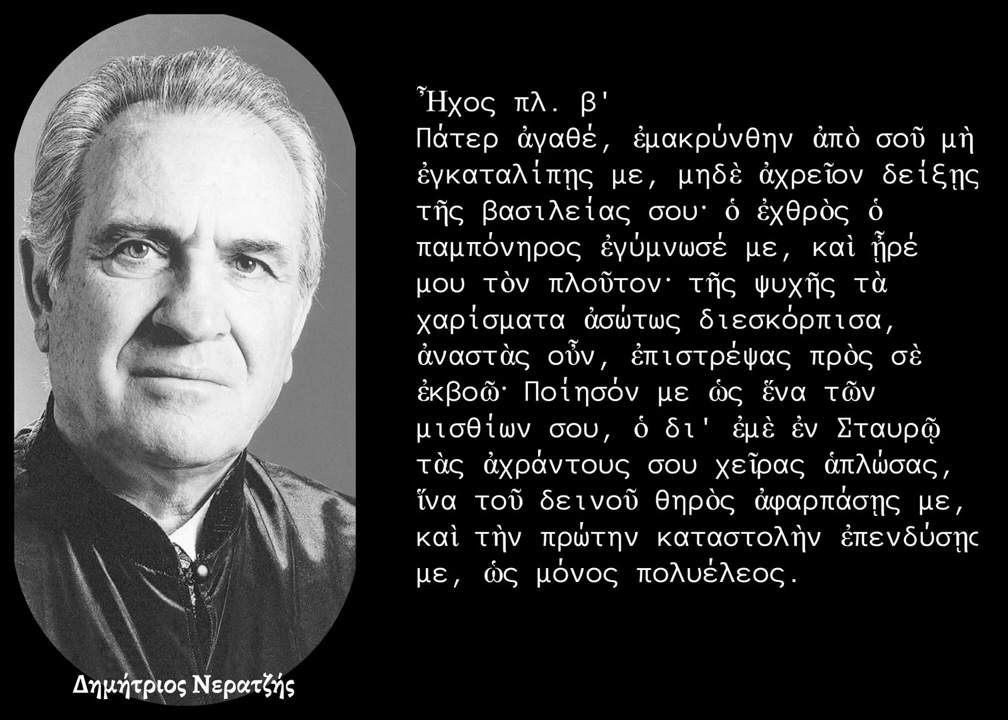 Ἦχος πλ. β'
Πάτερ ἀγαθέ, ἐμακρύνθην ἀπὸ σοῦ μὴ
ἐγκαταλίπῃς με, μηδὲ ἀχρεῖον δείξῃς
τῆς βασιλείας σου· ὁ ἐχθρὸς ὁ
παμπόνηρος ἐγύμνωσέ με, καὶ ᾖρέ
μου τὸν πλοῦτον· τῆς ψυχῆς τὰ
χαρίσματα ἀσώτως διεσκόρπισα,
ἀναστὰς οὖν, ἐπιστρέψας πρὸς σὲ
ἐκβοῶ· Ποίησόν με ὡς ἕνα τῶν
μισθίων σου, ὁ δι' ἐμὲ ἐν Σταυρῷ
τὰς ἀχράντους σου χεῖρας ἁπλώσας,
ἵνα τοῦ δεινοῦ θηρὸς ἀφαρπάσῃς με,
καὶ τὴν πρώτην καταστολὴν ἐπενδύσῃς
με, ὡς μόνος πολυέλεος.
Δημήτριος Νερατζής